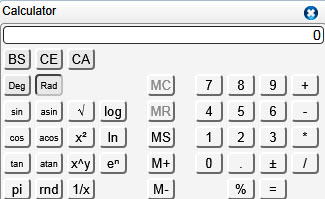 Calculator
0
BS CE CA
Deg Rad MC 7 8 9 +
sin asin √ log MR 4 5 6 -
cos acos x² ln MS 1 2 3 *
tan atan x^y eⁿ M+ 0 . ± /
pi rnd 1/x M- % =